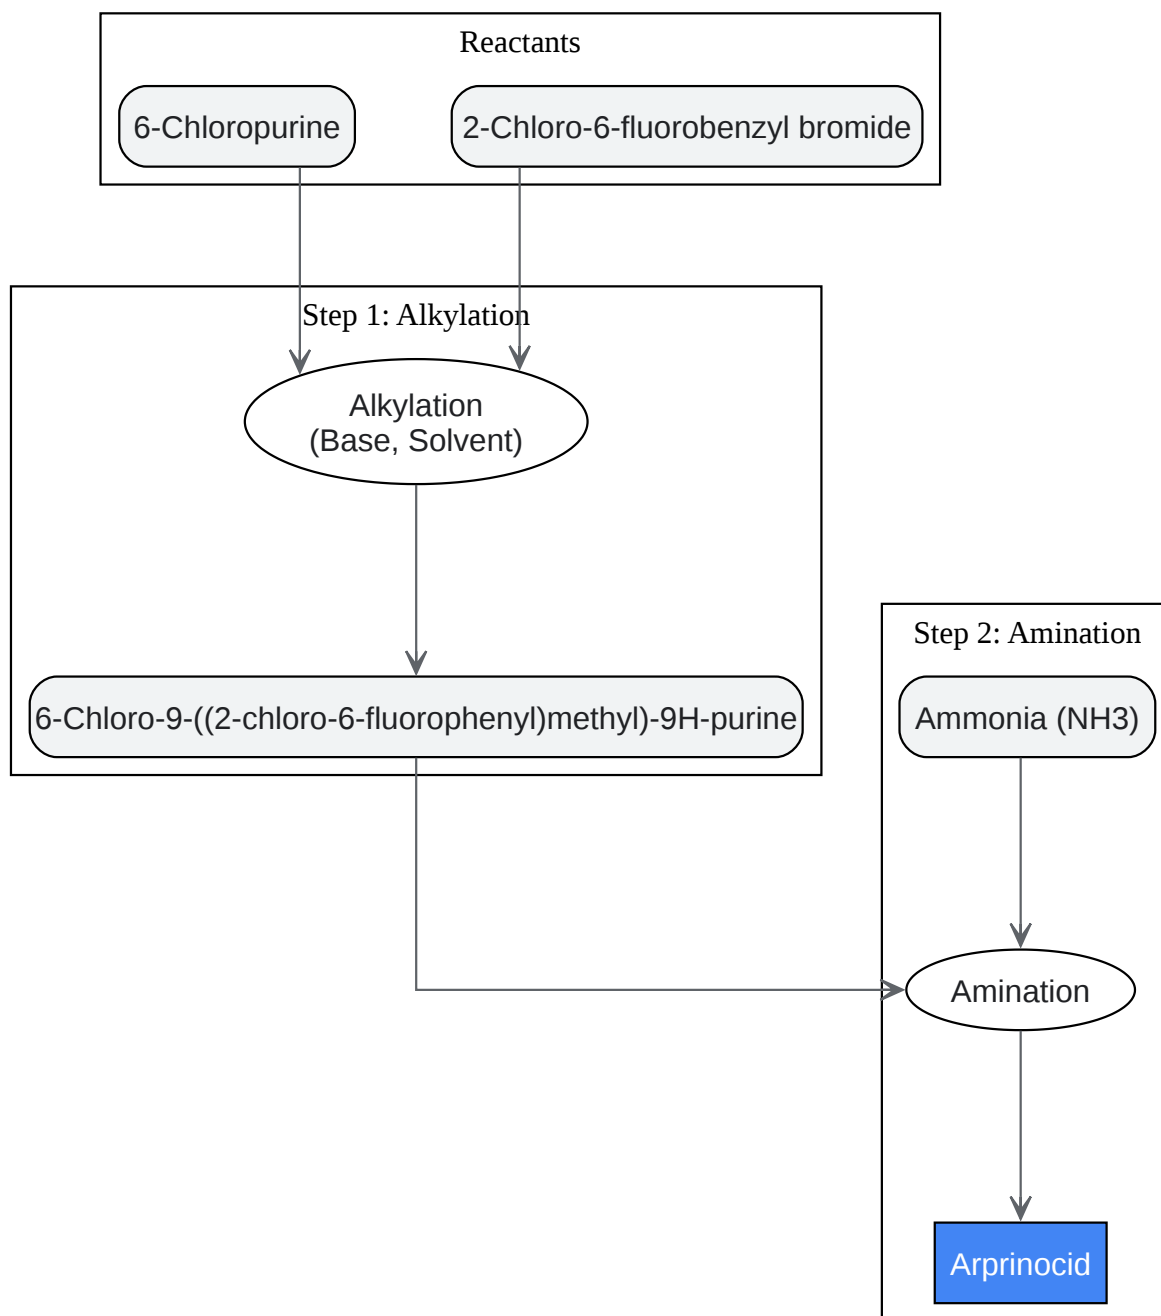 Reactants
6-Chloropurine
2-Chloro-6-fluorobenzyl bromide
Step 1: Alkylation
Alkylation
(Base, Solvent)
Step 2: Amination
6-Chloro-9-((2-chloro-6-fluorophenyl)methyl)-9H-purine
Ammonia (NH3)
Amination
Arprinocid